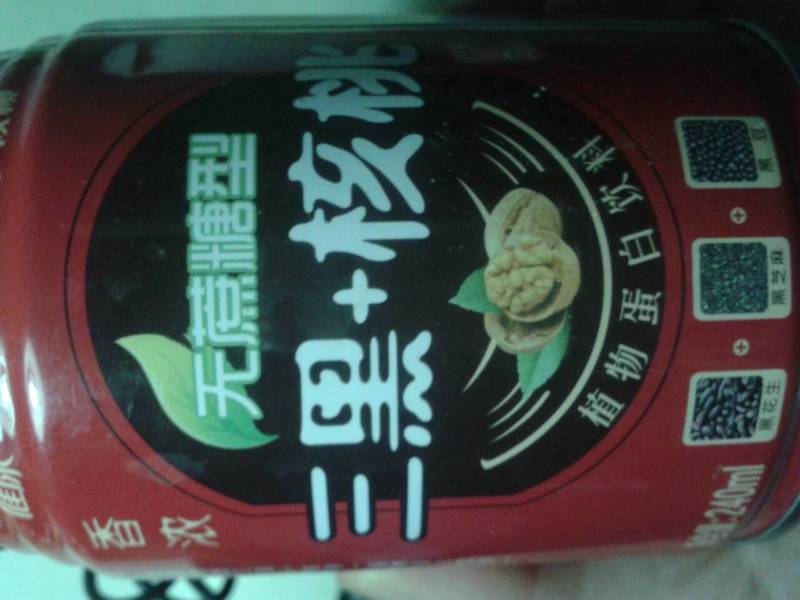 植物蛋白饮料
三黑+核桃
无蔗糖型
香浓
黑花生
+
黑芝麻
+
黑豆
240ml